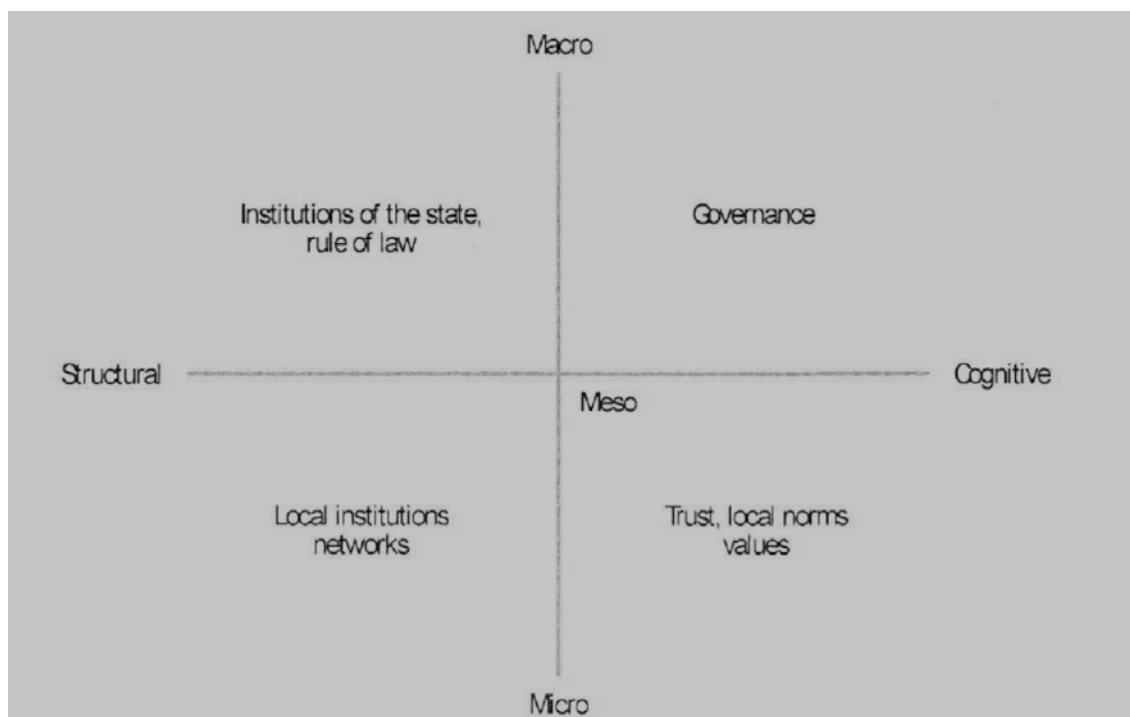 Macro
Institutions of the state,
rule of law
Governance
Structural
Cognitive
Meso
Local institutions
networks
Trust, local norms
values
Micro